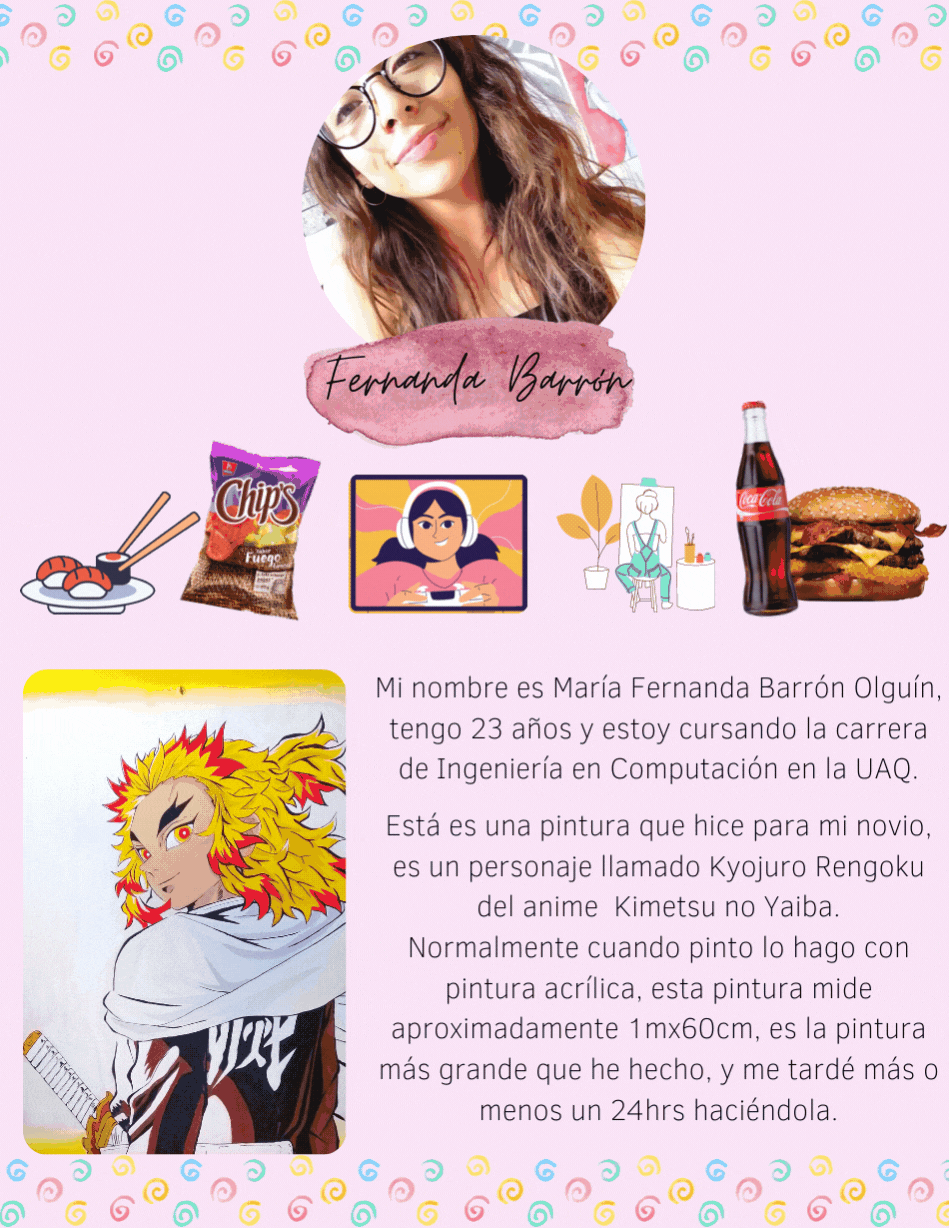 Fernanda Barrón
Chip's
Sabor
Fuego
Coca-Cola
Mi nombre es María Fernanda Barrón Olguín,
tengo 23 años y estoy cursando la carrera
de Ingeniería en Computación en la UAQ.
Está es una pintura que hice para mi novio,
es un personaje llamado Kyojuro Rengoku
del anime Kimetsu no Yaiba.
Normalmente cuando pinto lo hago con
pintura acrílica, esta pintura mide
aproximadamente 1mx60cm, es la pintura
más grande que he hecho, y me tardé más o
menos un 24hrs haciéndola.